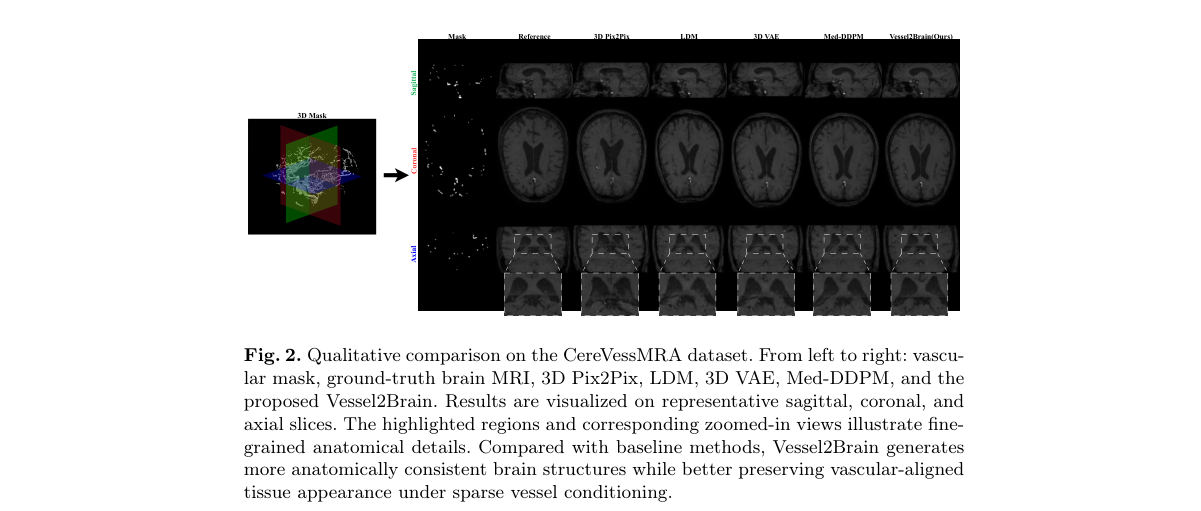 Mask Reference 3D Pix2Pix LDM 3D VAE Med-DDPM Vessel2Brain(Ours)
Sagittal
3D Mask
Coronal
Axial
Fig. 2. Qualitative comparison on the CereVessMRA dataset. From left to right: vascu-
lar mask, ground-truth brain MRI, 3D Pix2Pix, LDM, 3D VAE, Med-DDPM, and the
proposed Vessel2Brain. Results are visualized on representative sagittal, coronal, and
axial slices. The highlighted regions and corresponding zoomed-in views illustrate fine-
grained anatomical details. Compared with baseline methods, Vessel2Brain generates
more anatomically consistent brain structures while better preserving vascular-aligned
tissue appearance under sparse vessel conditioning.